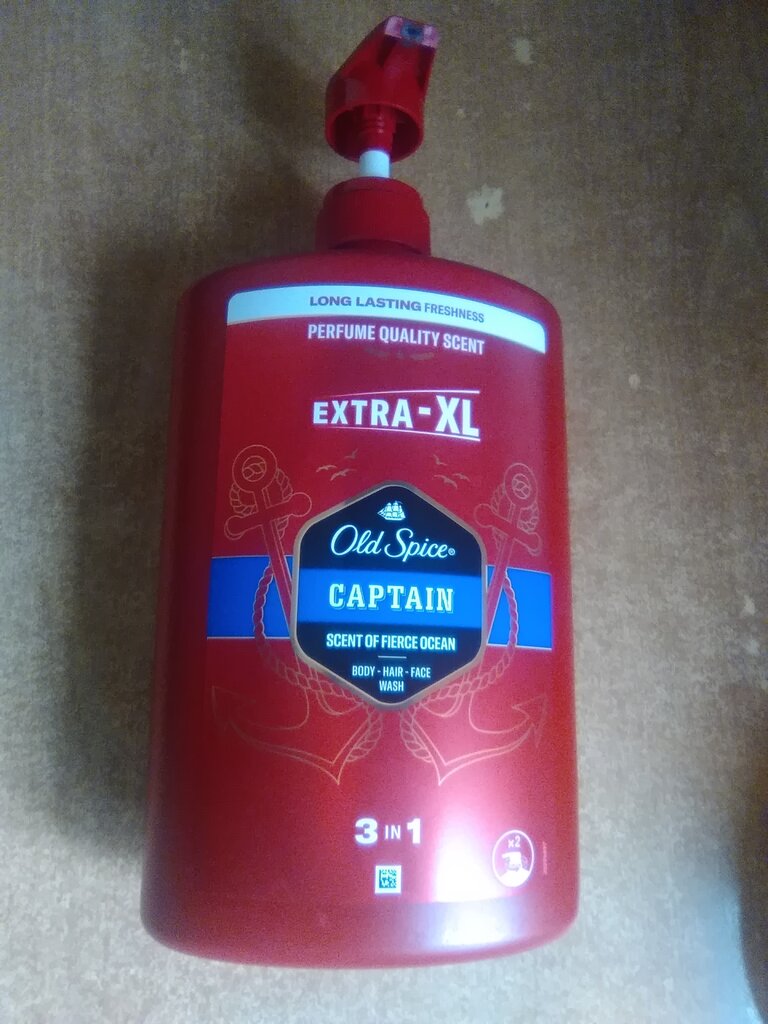 LONG LASTING FRESHNESS
PERFUME QUALITY SCENT
EXTRA-XL
Old Spice®
CAPTAIN
SCENT OF FIERCE OCEAN
BODY - HAIR - FACE
WASH
3 IN 1
x2